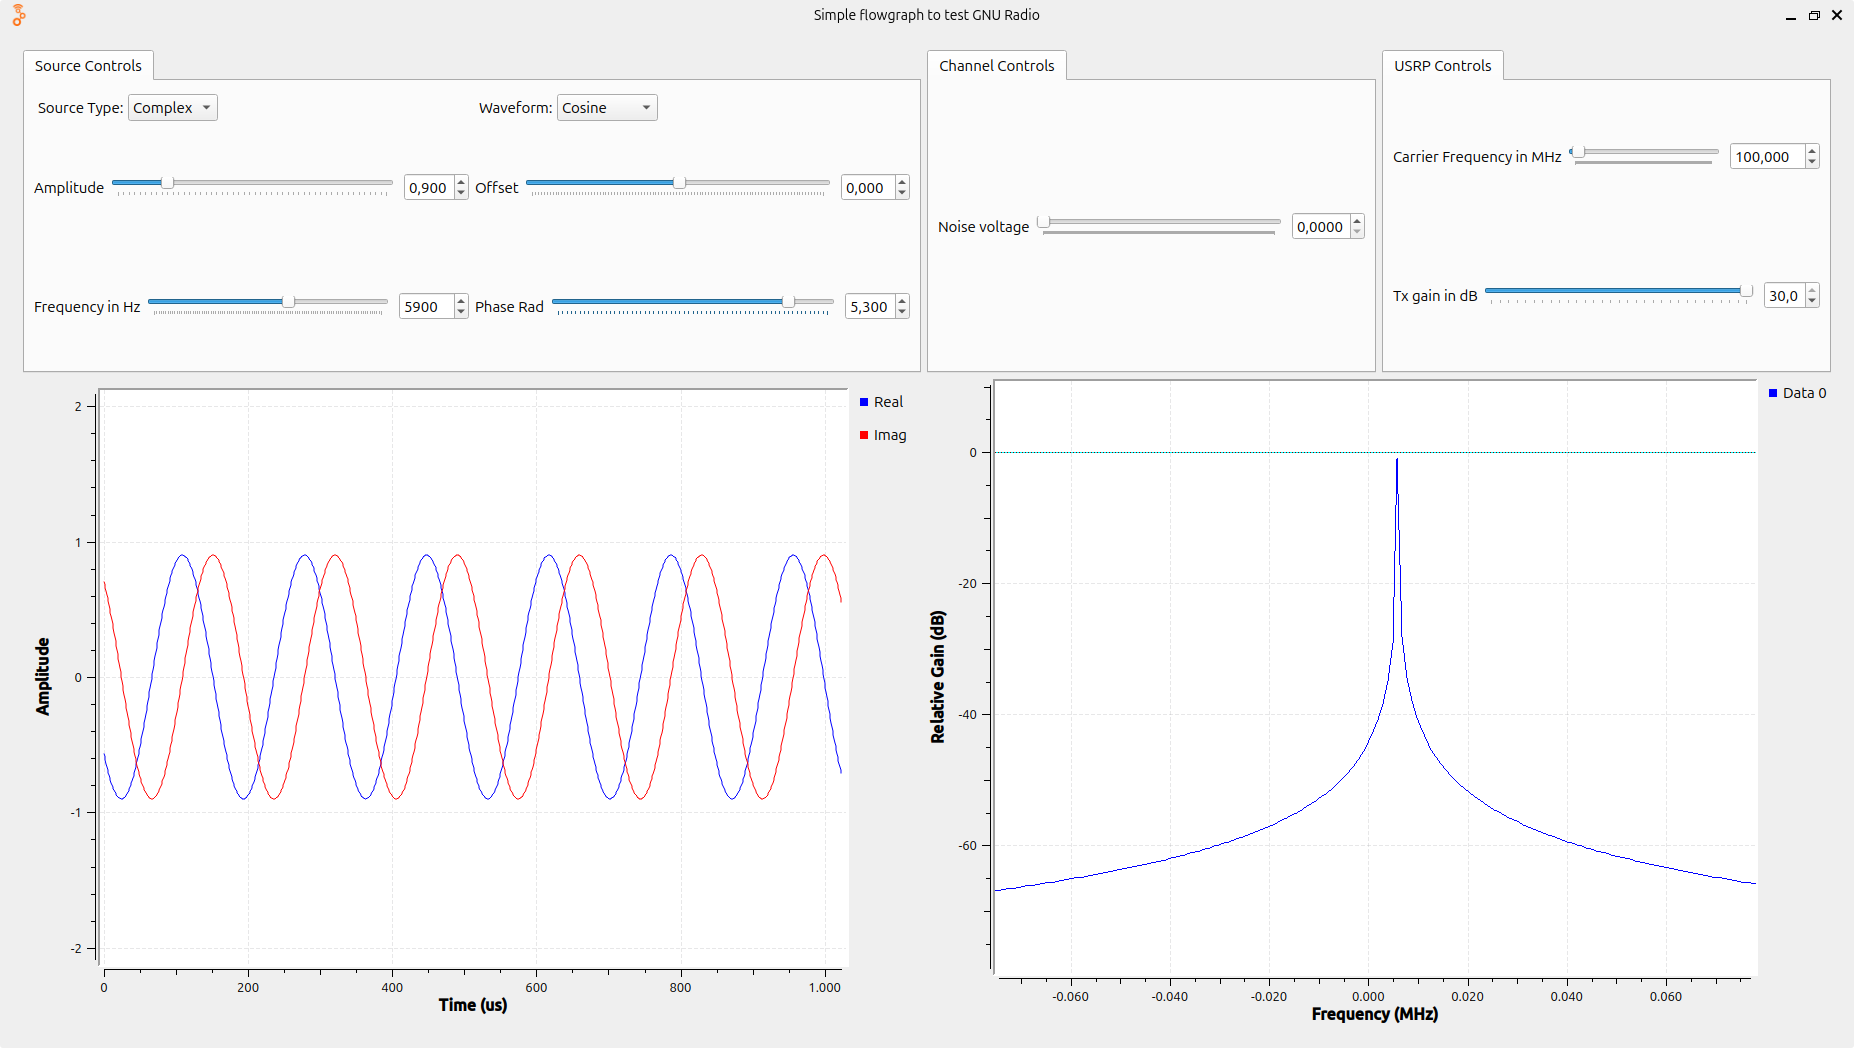 Simple flowgraph to test GNU Radio
Source Controls
Source Type: Complex
Waveform: Cosine
Amplitude 0,900
Offset 0,000
Frequency in Hz 5900
Phase Rad 5,300
Channel Controls
Noise voltage 0,0000
USRP Controls
Carrier Frequency in MHz 100,000
Tx gain in dB 30,0
Amplitude
2
1
0
-1
-2
0 200 400 600 800 1.000
Time (us)
Real
Imag
Relative Gain (dB)
0
-20
-40
-60
-0.060 -0.040 -0.020 0.000 0.020 0.040 0.060
Frequency (MHz)
Data 0